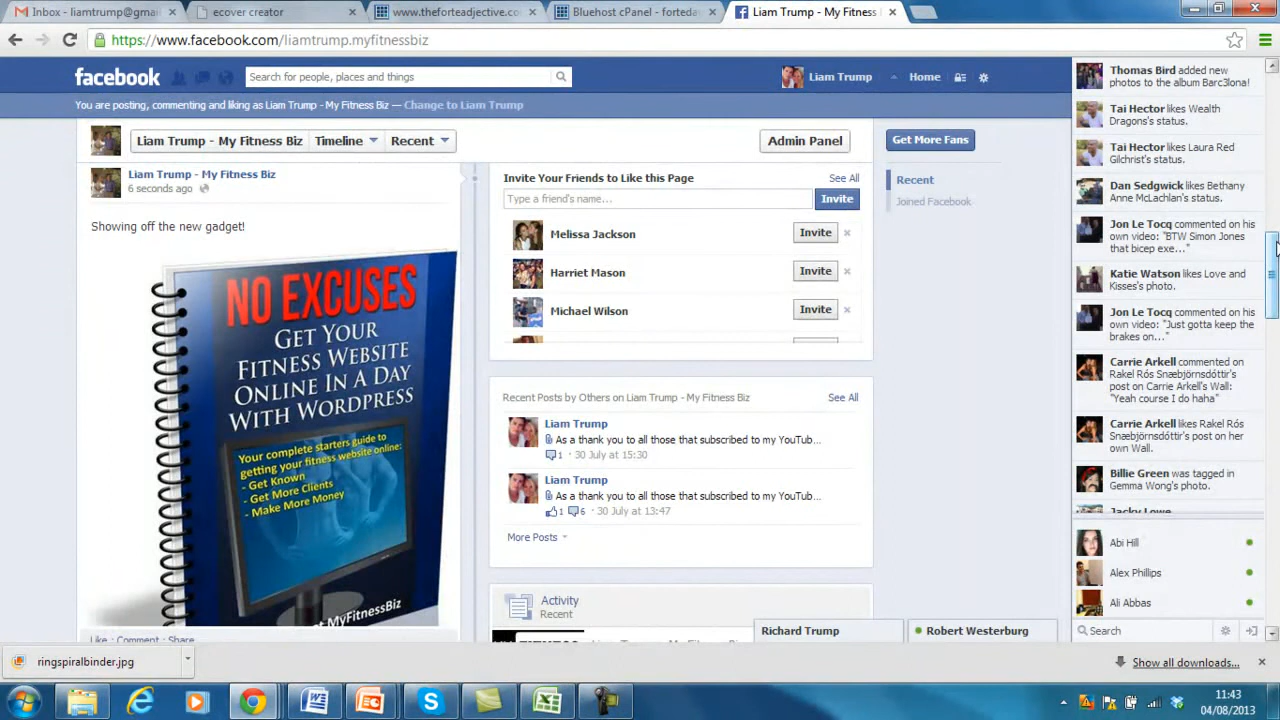 Inbox - liamtrump@gmai
ecover creator
www.theforteadjective.co
Bluehost cPanel - forteda
Liam Trump - My Fitness
https://www.facebook.com/liamtrump.myfitnessbiz
facebook
Search for people, places and things
Liam Trump
Home
You are posting, commenting and liking as Liam Trump - My Fitness Biz — Change to Liam Trump
Liam Trump - My Fitness Biz
Timeline
Recent
Admin Panel
Get More Fans
Recent
Joined Facebook
Liam Trump - My Fitness Biz
6 seconds ago
Showing off the new gadget!
NO EXCUSES
GET YOUR
FITNESS WEBSITE
ONLINE IN A DAY
WITH WORDPRESS
Your complete starters guide to
getting your fitness website online:
- Get Known
- Get More Clients
- Make More Money
MyFitnessBiz
Like · Comment · Share
Invite Your Friends to Like this Page
See All
Type a friend's name...
Invite
Melissa Jackson
Invite
Harriet Mason
Invite
Michael Wilson
Invite
Recent Posts by Others on Liam Trump - My Fitness Biz
See All
Liam Trump
As a thank you to all those that subscribed to my YouTub...
1 · 30 July at 15:30
Liam Trump
As a thank you to all those that subscribed to my YouTub...
1 6 · 30 July at 13:47
More Posts
Activity
Recent
Richard Trump
Robert Westerburg
Thomas Bird added new
photos to the album Barc3lona!
Tai Hector likes Wealth
Dragons's status.
Tai Hector likes Laura Red
Gilchrist's status.
Dan Sedgwick likes Bethany
Anne McLachlan's status.
Jon Le Tocq commented on his
own video: "BTW Simon Jones
that bicep exe..."
Katie Watson likes Love and
Kisses's photo.
Jon Le Tocq commented on his
own video: "Just gotta keep the
brakes on..."
Carrie Arkell commented on
Rakel Rós Snæbjörnsdóttir's
post on Carrie Arkell's Wall:
"Yeah course I do haha"
Carrie Arkell likes Rakel Rós
Snæbjörnsdóttir's post on her
own Wall.
Billie Green was tagged in
Gemma Wong's photo.
Jacky Lowe
Abi Hill
Alex Phillips
Ali Abbas
Search
ringspiralbinder.jpg
Show all downloads...
11:43
04/08/2013